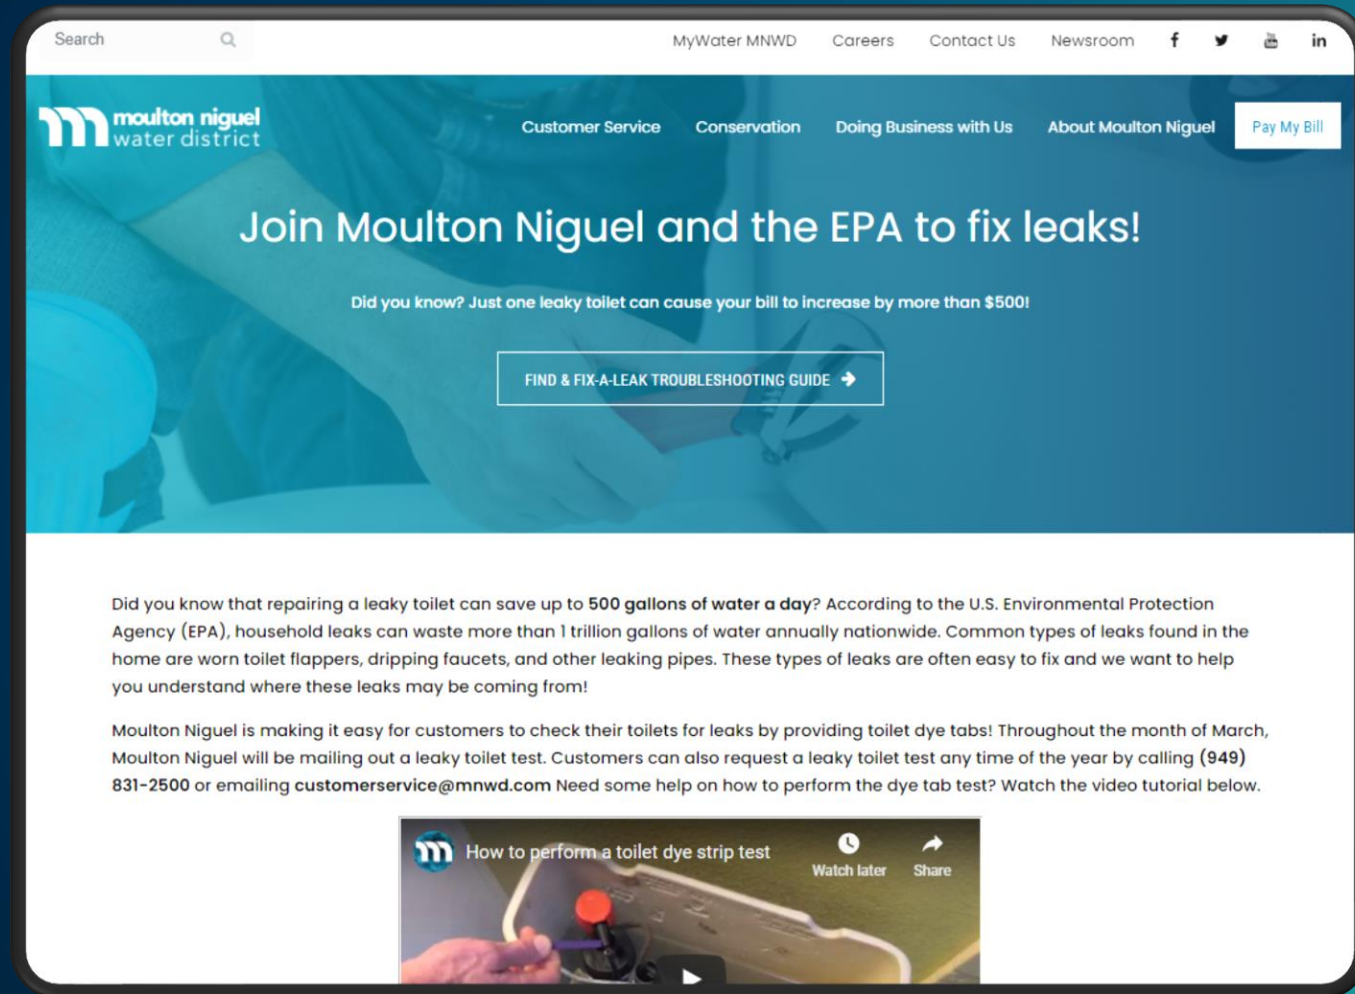 Search
MyWater MNWD Careers Contact Us Newsroom
moulton niguel
water district
Customer Service Conservation Doing Business with Us About Moulton Niguel Pay My Bill
Join Moulton Niguel and the EPA to fix leaks!
Did you know? Just one leaky toilet can cause your bill to increase by more than $500!
FIND & FIX-A-LEAK TROUBLESHOOTING GUIDE
Did you know that repairing a leaky toilet can save up to 500 gallons of water a day? According to the U.S. Environmental Protection
Agency (EPA), household leaks can waste more than 1 trillion gallons of water annually nationwide. Common types of leaks found in the
home are worn toilet flappers, dripping faucets, and other leaking pipes. These types of leaks are often easy to fix and we want to help
you understand where these leaks may be coming from!
Moulton Niguel is making it easy for customers to check their toilets for leaks by providing toilet dye tabs! Throughout the month of March,
Moulton Niguel will be mailing out a leaky toilet test. Customers can also request a leaky toilet test any time of the year by calling (949)
831-2500 or emailing customerservice@mnwd.com Need some help on how to perform the dye tab test? Watch the video tutorial below.
How to perform a toilet dye strip test
Watch later Share